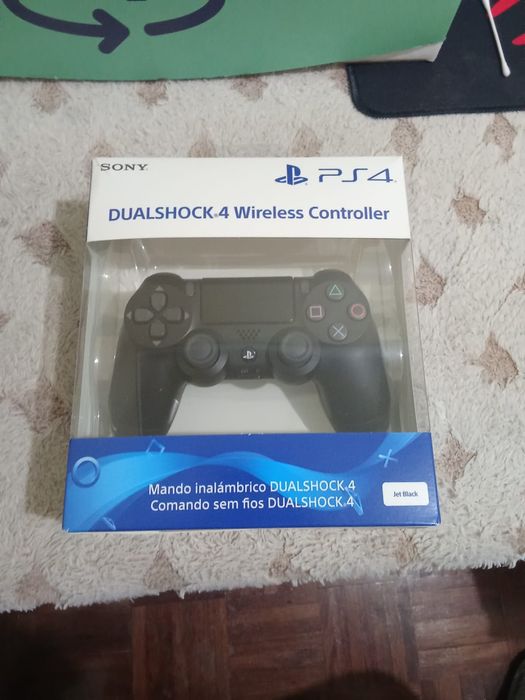 SONY
PS4
DUALSHOCK®4 Wireless Controller
Mando inalámbrico DUALSHOCK®4
Comando sem fios DUALSHOCK®4
Jet Black